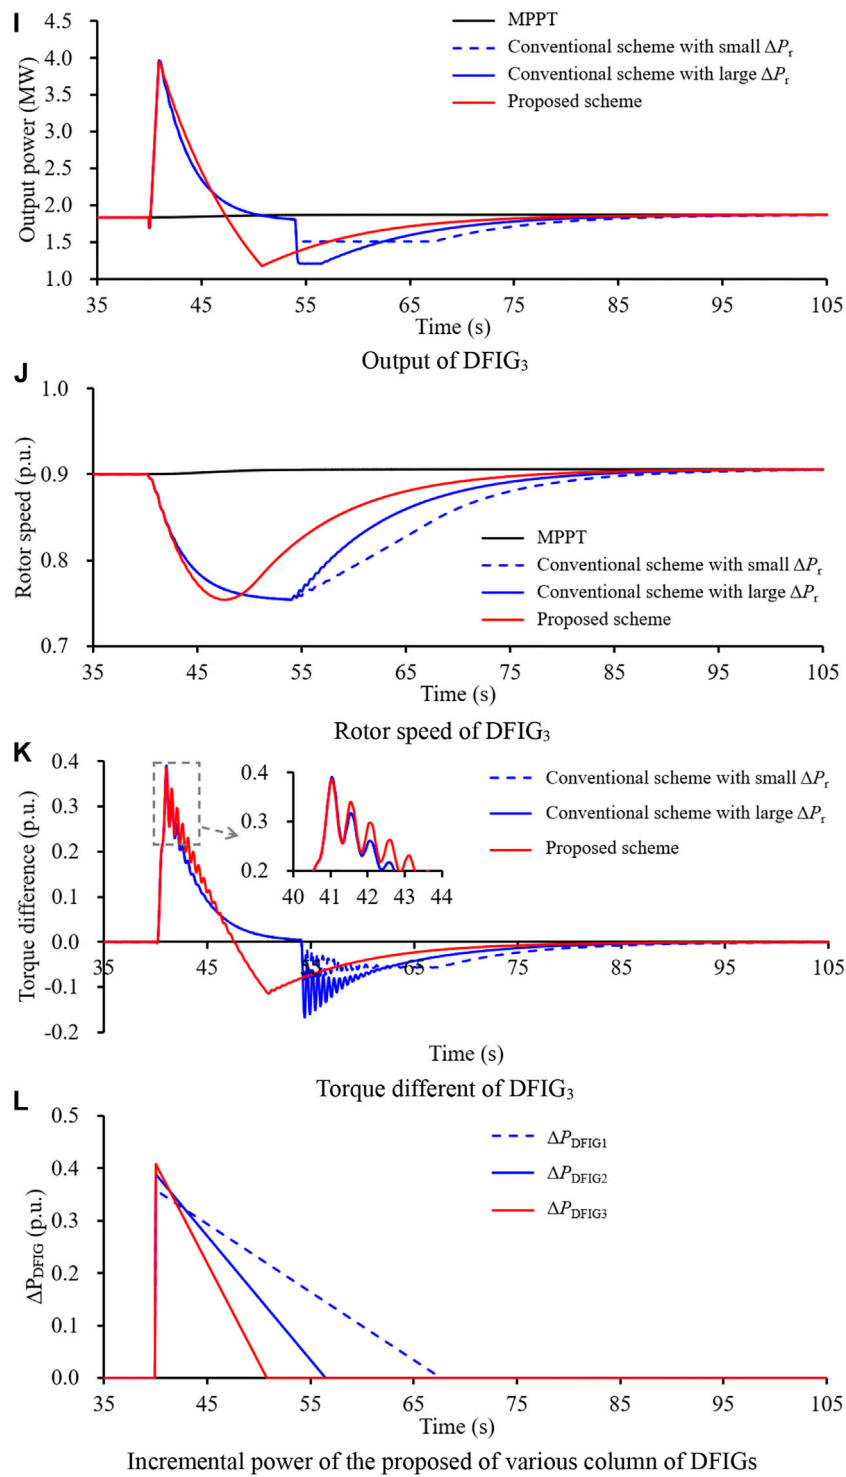 I
Output power (MW)
4.5
4.0
3.5
3.0
2.5
2.0
1.5
1.0
MPPT
Conventional scheme with small ΔPr
Conventional scheme with large ΔPr
Proposed scheme
35 45 55 65 75 85 95 105
Time (s)
Output of DFIG3
J
Rotor speed (p.u.)
1.0
0.9
0.8
0.7
MPPT
Conventional scheme with small ΔPr
Conventional scheme with large ΔPr
Proposed scheme
35 45 55 65 75 85 95 105
Time (s)
Rotor speed of DFIG3
K
Torque difference (p.u.)
0.4
0.3
0.2
0.1
0.0
-0.1
-0.2
0.4
0.3
0.2
40 41 42 43 44
Conventional scheme with small ΔPr
Conventional scheme with large ΔPr
Proposed scheme
35 45 55 65 75 85 95 105
Time (s)
Torque different of DFIG3
L
ΔPDFIG (p.u.)
0.5
0.4
0.3
0.2
0.1
0.0
ΔPDFIG1
ΔPDFIG2
ΔPDFIG3
35 45 55 65 75 85 95 105
Time (s)
Incremental power of the proposed of various column of DFIGs